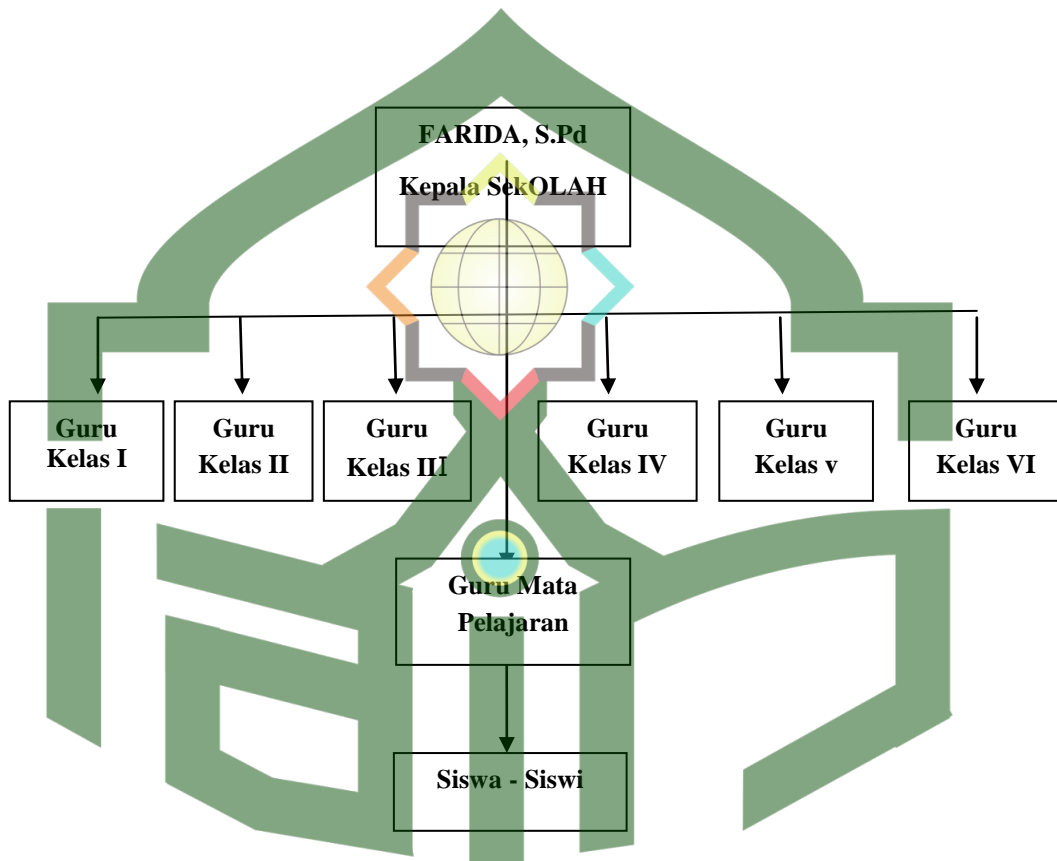 FARIDA, S.Pd
Kepala SekOLAH
Guru
Kelas I
Guru
Kelas II
Guru
Kelas III
Guru
Kelas IV
Guru
Kelas v
Guru
Kelas VI
Guru Mata
Pelajaran
Siswa - Siswi